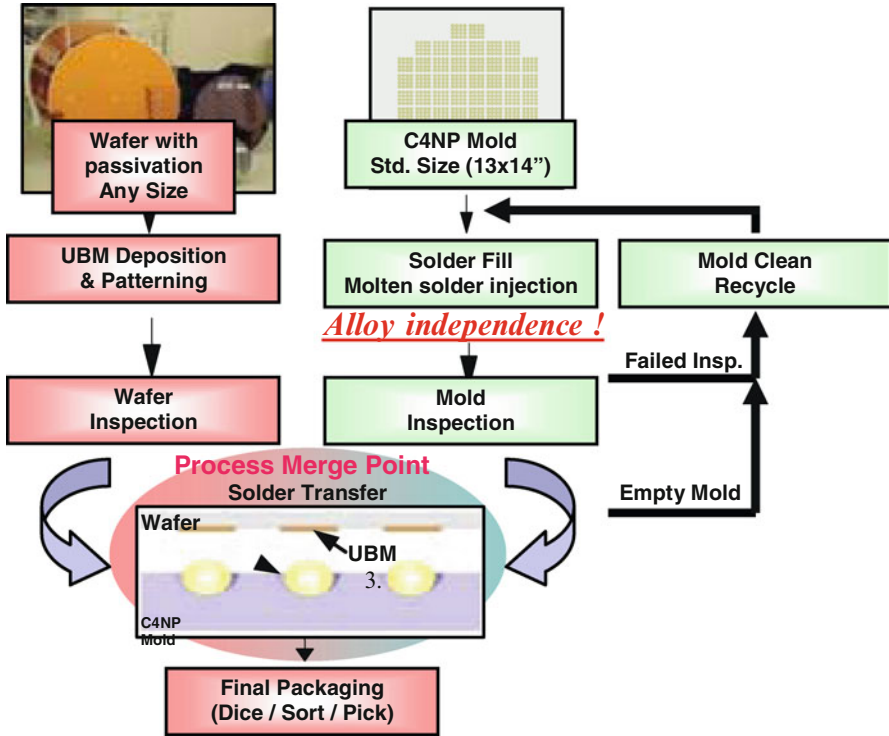 Wafer with
passivation
Any Size
C4NP Mold
Std. Size (13x14”)
UBM Deposition
& Patterning
Solder Fill
Molten solder injection
Mold Clean
Recycle
Alloy independence !
Wafer
Inspection
Mold
Inspection
Failed Insp.
Process Merge Point
Solder Transfer
Empty Mold
Wafer
UBM
3.
C4NP
Mold
Final Packaging
(Dice / Sort / Pick)